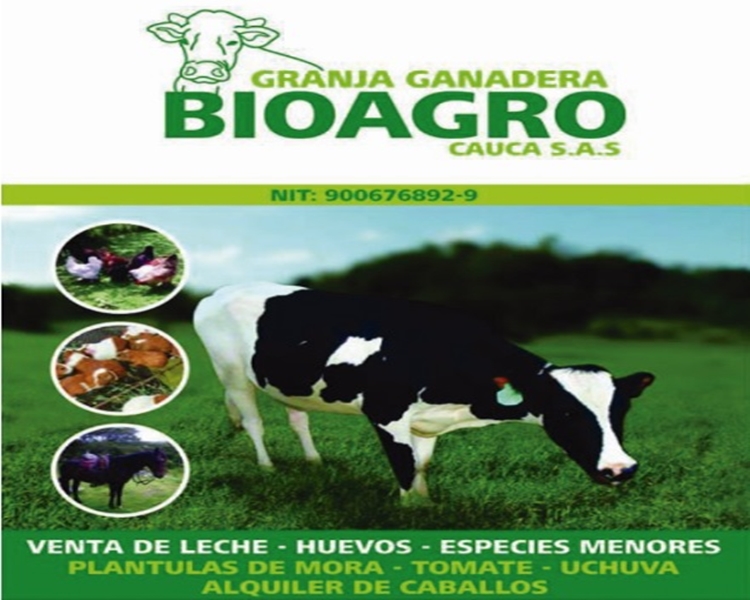 GRANJA GANADERA
BIOAGRO
CAUCA S.A.S
NIT: 900676892-9
VENTA DE LECHE - HUEVOS - ESPECIES MENORES
PLANTULAS DE MORA - TOMATE - UCHUVA
ALQUILER DE CABALLOS